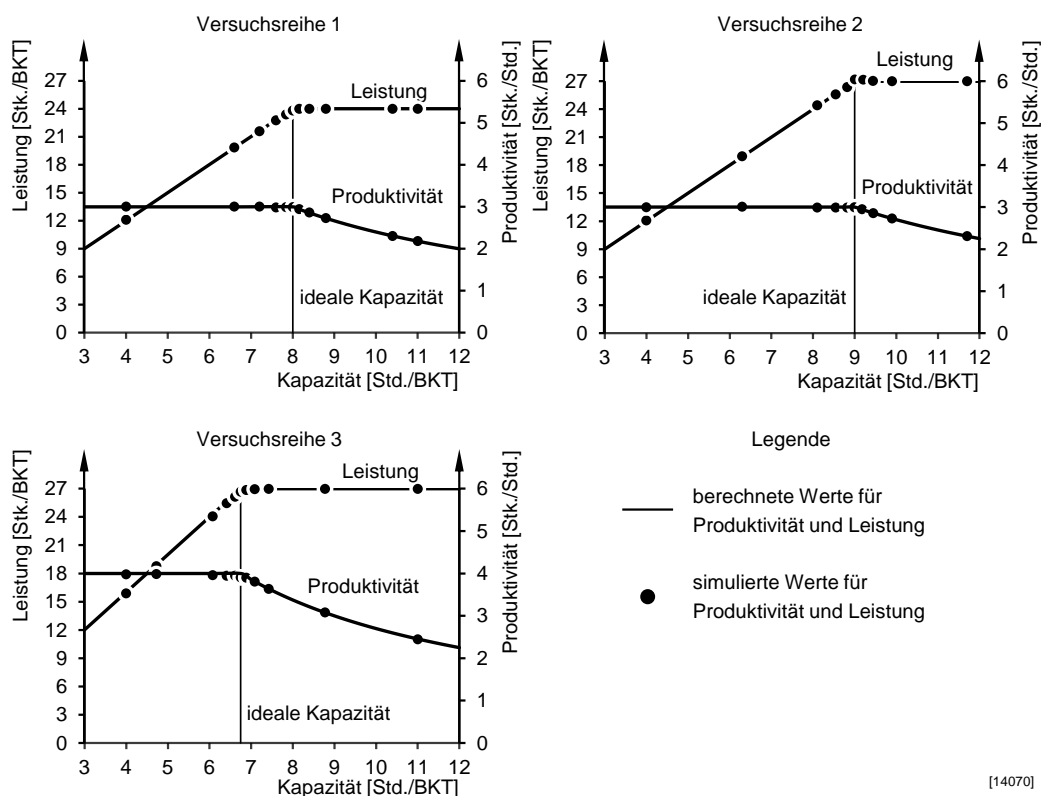 Versuchsreihe 1
Leistung [Stk./BKT]
27
24
21
18
15
12
9
6
3
0
Leistung
Produktivität
ideale Kapazität
6
5
4
3
2
1
0
Produktivität [Stk./Std.]
3 4 5 6 7 8 9 10 11 12
Kapazität [Std./BKT]
Versuchsreihe 2
Leistung [Stk./BKT]
27
24
21
18
15
12
9
6
3
0
Leistung
Produktivität
ideale Kapazität
6
5
4
3
2
1
0
Produktivität [Stk./Std.]
3 4 5 6 7 8 9 10 11 12
Kapazität [Std./BKT]
Versuchsreihe 3
Leistung [Stk./BKT]
27
24
21
18
15
12
9
6
3
0
Leistung
Produktivität
ideale Kapazität
6
5
4
3
2
1
0
Produktivität [Stk./Std.]
3 4 5 6 7 8 9 10 11 12
Kapazität [Std./BKT]
Legende
berechnete Werte für
Produktivität und Leistung
simulierte Werte für
Produktivität und Leistung
[14070]